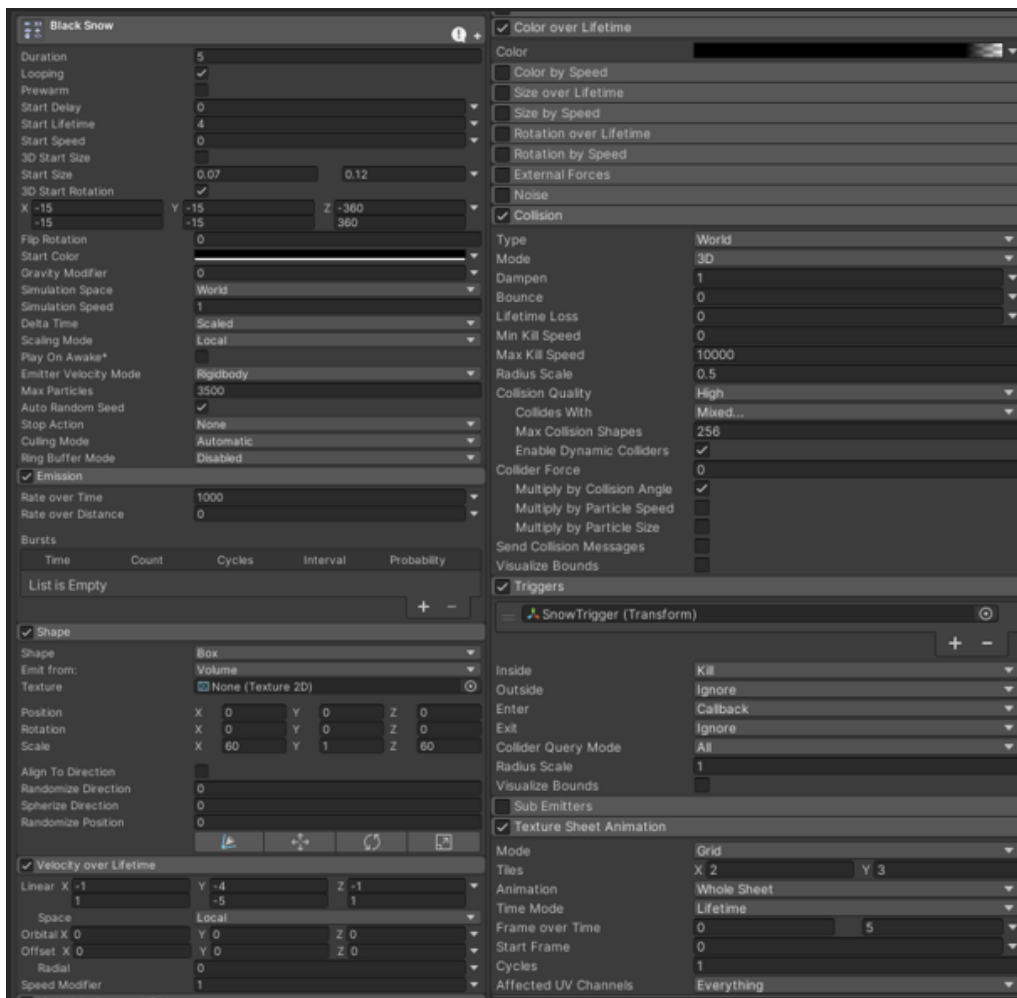 Black Snow
Duration 5
Looping
Prewarm
Start Delay 0
Start Lifetime 4
Start Speed 0
3D Start Size
Start Size 0.07 0.12
3D Start Rotation
X -15 Y -15 Z -360
-15 -15 360
Flip Rotation 0
Start Color
Gravity Modifier 0
Simulation Space World
Simulation Speed 1
Delta Time Scaled
Scaling Mode Local
Play On Awake*
Emitter Velocity Mode Rigidbody
Max Particles 3500
Auto Random Seed
Stop Action None
Culling Mode Automatic
Ring Buffer Mode Disabled
Emission
Rate over Time 1000
Rate over Distance 0
Bursts
Time Count Cycles Interval Probability
List is Empty
+ -
Shape
Shape Box
Emit from: Volume
Texture None (Texture 2D)
Position X 0 Y 0 Z 0
Rotation X 0 Y 0 Z 0
Scale X 60 Y 1 Z 60
Align To Direction
Randomize Direction 0
Spherize Direction 0
Randomize Position 0
Velocity over Lifetime
Linear X -1 Y -4 Z -1
1 -5 1
Space Local
Orbital X 0 Y 0 Z 0
Offset X 0 Y 0 Z 0
Radial 0
Speed Modifier 1
Color over Lifetime
Color
Color by Speed
Size over Lifetime
Size by Speed
Rotation over Lifetime
Rotation by Speed
External Forces
Noise
Collision
Type World
Mode 3D
Dampen 1
Bounce 0
Lifetime Loss 0
Min Kill Speed 0
Max Kill Speed 10000
Radius Scale 0.5
Collision Quality High
Collides With Mixed...
Max Collision Shapes 256
Enable Dynamic Colliders
Collider Force 0
Multiply by Collision Angle
Multiply by Particle Speed
Multiply by Particle Size
Send Collision Messages
Visualize Bounds
Triggers
SnowTrigger (Transform)
+ -
Inside Kill
Outside Ignore
Enter Callback
Exit Ignore
Collider Query Mode All
Radius Scale 1
Visualize Bounds
Sub Emitters
Texture Sheet Animation
Mode Grid
Tiles X 2 Y 3
Animation Whole Sheet
Time Mode Lifetime
Frame over Time 0 5
Start Frame 0
Cycles 1
Affected UV Channels Everything